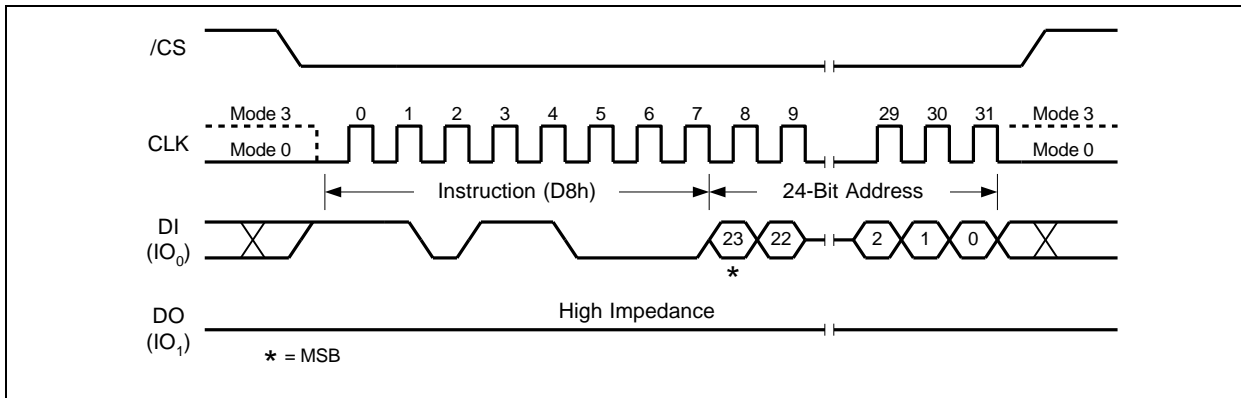 /CS
Mode 3 0 1 2 3 4 5 6 7 8 9 29 30 31 Mode 3
CLK
Mode 0 Mode 0
Instruction (D8h) 24-Bit Address
DI
(IO0)
23 22 2 1 0
*
High Impedance
DO
(IO1)
* = MSB